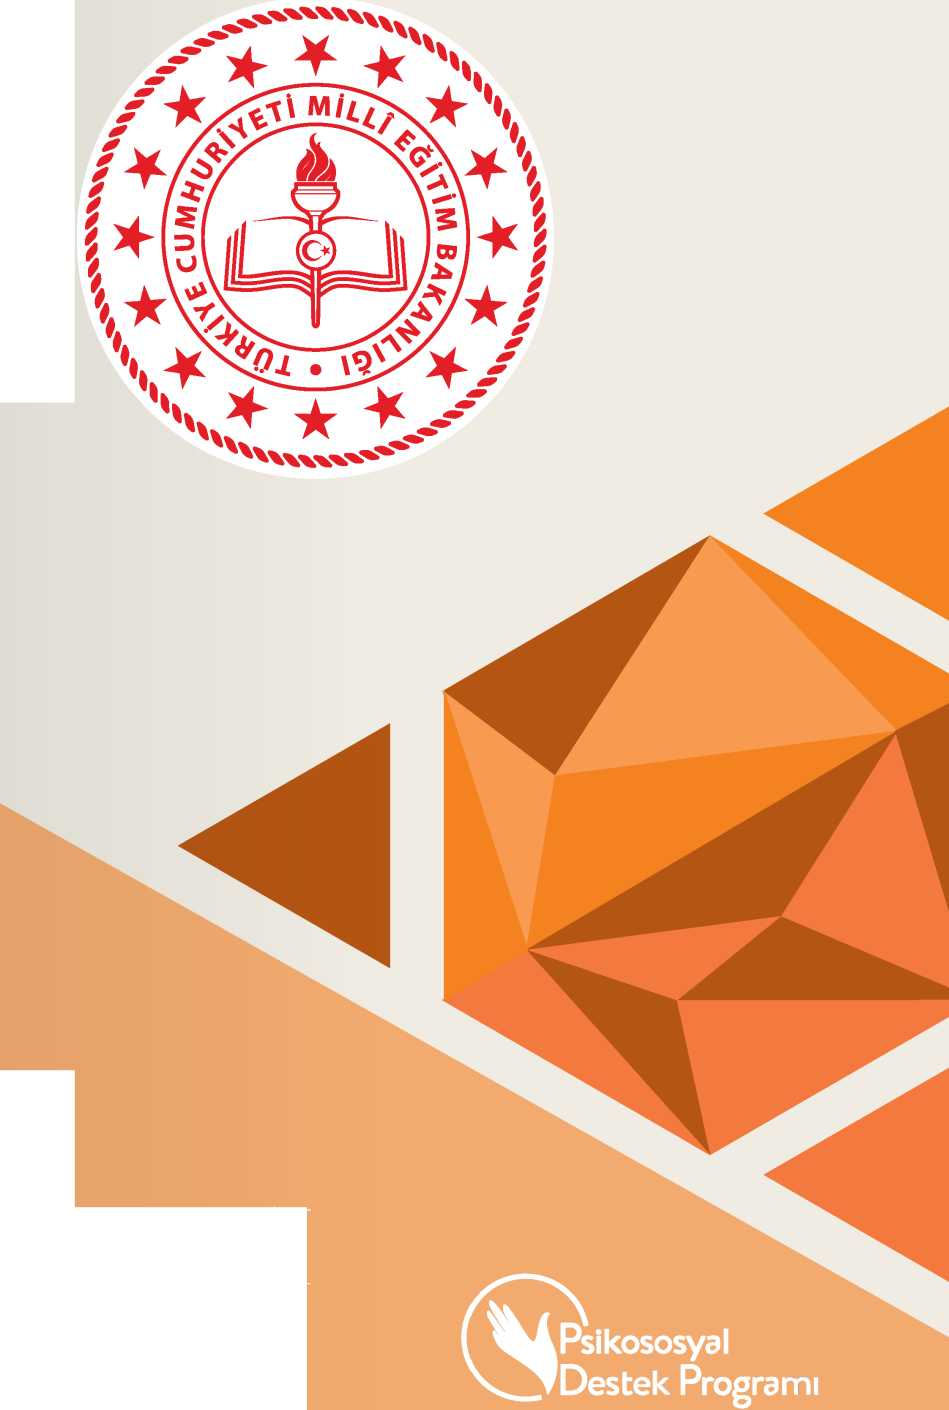 TÜRKİYE CUMHURİYETİ MİLLÎ EĞİTİM BAKANLIĞI
Psikososyal
Destek Programı